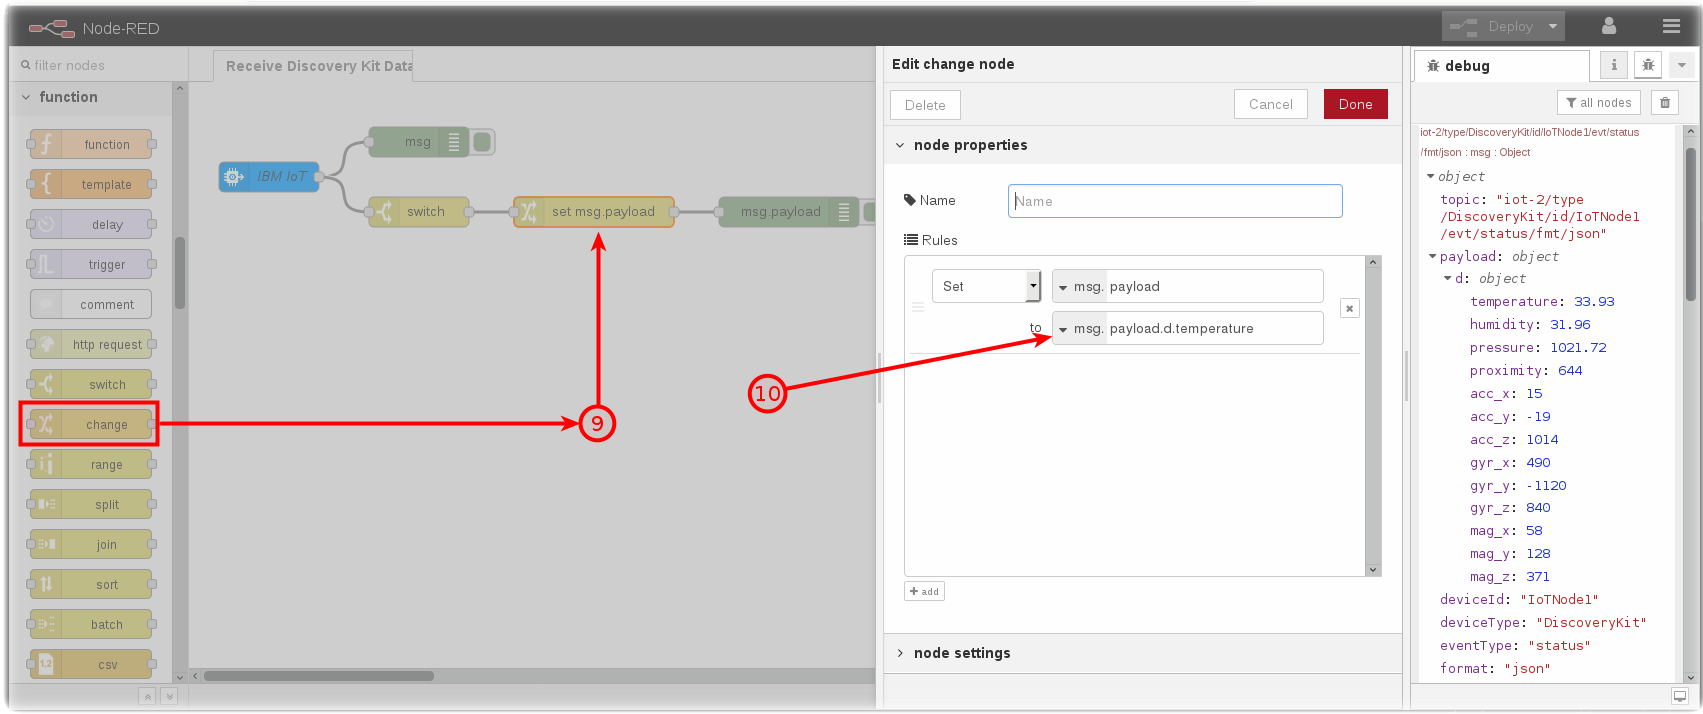 Node-RED
Deploy
filter nodes
Receive Discovery Kit Data
function
function
template
delay
trigger
comment
http request
switch
change
range
split
join
sort
batch
1,2
csv
IBM IoT
msg
switch
set msg.payload
msg.payload
9
10
Edit change node
Delete
Cancel
Done
node properties
Name
Name
Rules
Set
msg. payload
to
msg. payload.d.temperature
add
node settings
debug
i
all nodes
iot-2/type/DiscoveryKit/id/IoTNode1/evt/status
/fmt/json : msg : Object
object
topic: "iot-2/type
/DiscoveryKit/id/IoTNode1
/evt/status/fmt/json"
payload: object
d: object
temperature: 33.93
humidity: 31.96
pressure: 1021.72
proximity: 644
acc_x: 15
acc_y: -19
acc_z: 1014
gyr_x: 490
gyr_y: -1120
gyr_z: 840
mag_x: 58
mag_y: 128
mag_z: 371
deviceId: "IoTNode1"
deviceType: "DiscoveryKit"
eventType: "status"
format: "json"